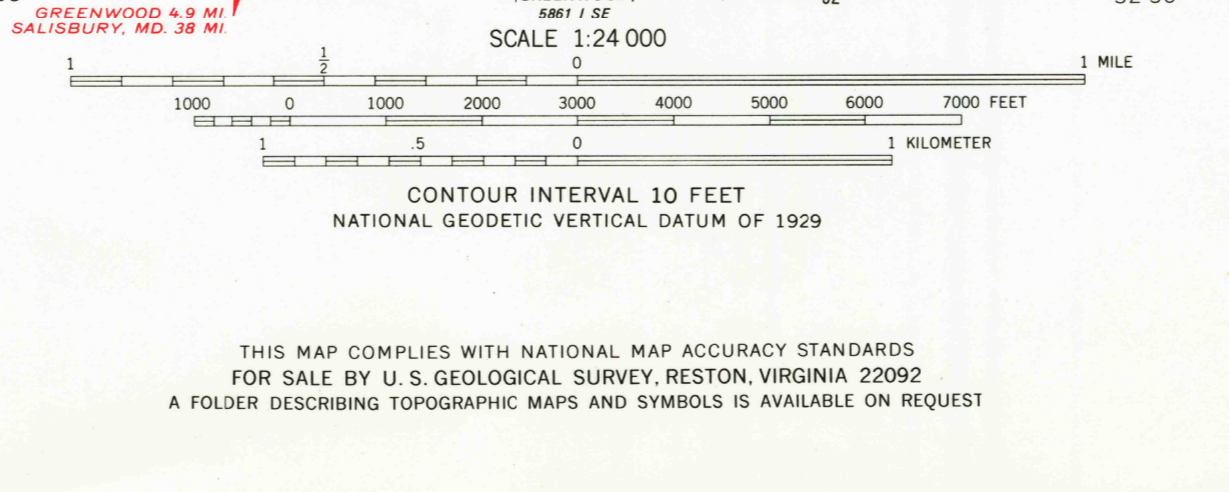 GREENWOOD 4.9 MI.
SALISBURY, MD. 38 MI.
5861 I SE
SCALE 1:24 000
1 1/2 0 1 MILE
1000 0 1000 2000 3000 4000 5000 6000 7000 FEET
1 .5 0 1 KILOMETER
CONTOUR INTERVAL 10 FEET
NATIONAL GEODETIC VERTICAL DATUM OF 1929
THIS MAP COMPLIES WITH NATIONAL MAP ACCURACY STANDARDS
FOR SALE BY U. S. GEOLOGICAL SURVEY, RESTON, VIRGINIA 22092
A FOLDER DESCRIBING TOPOGRAPHIC MAPS AND SYMBOLS IS AVAILABLE ON REQUEST